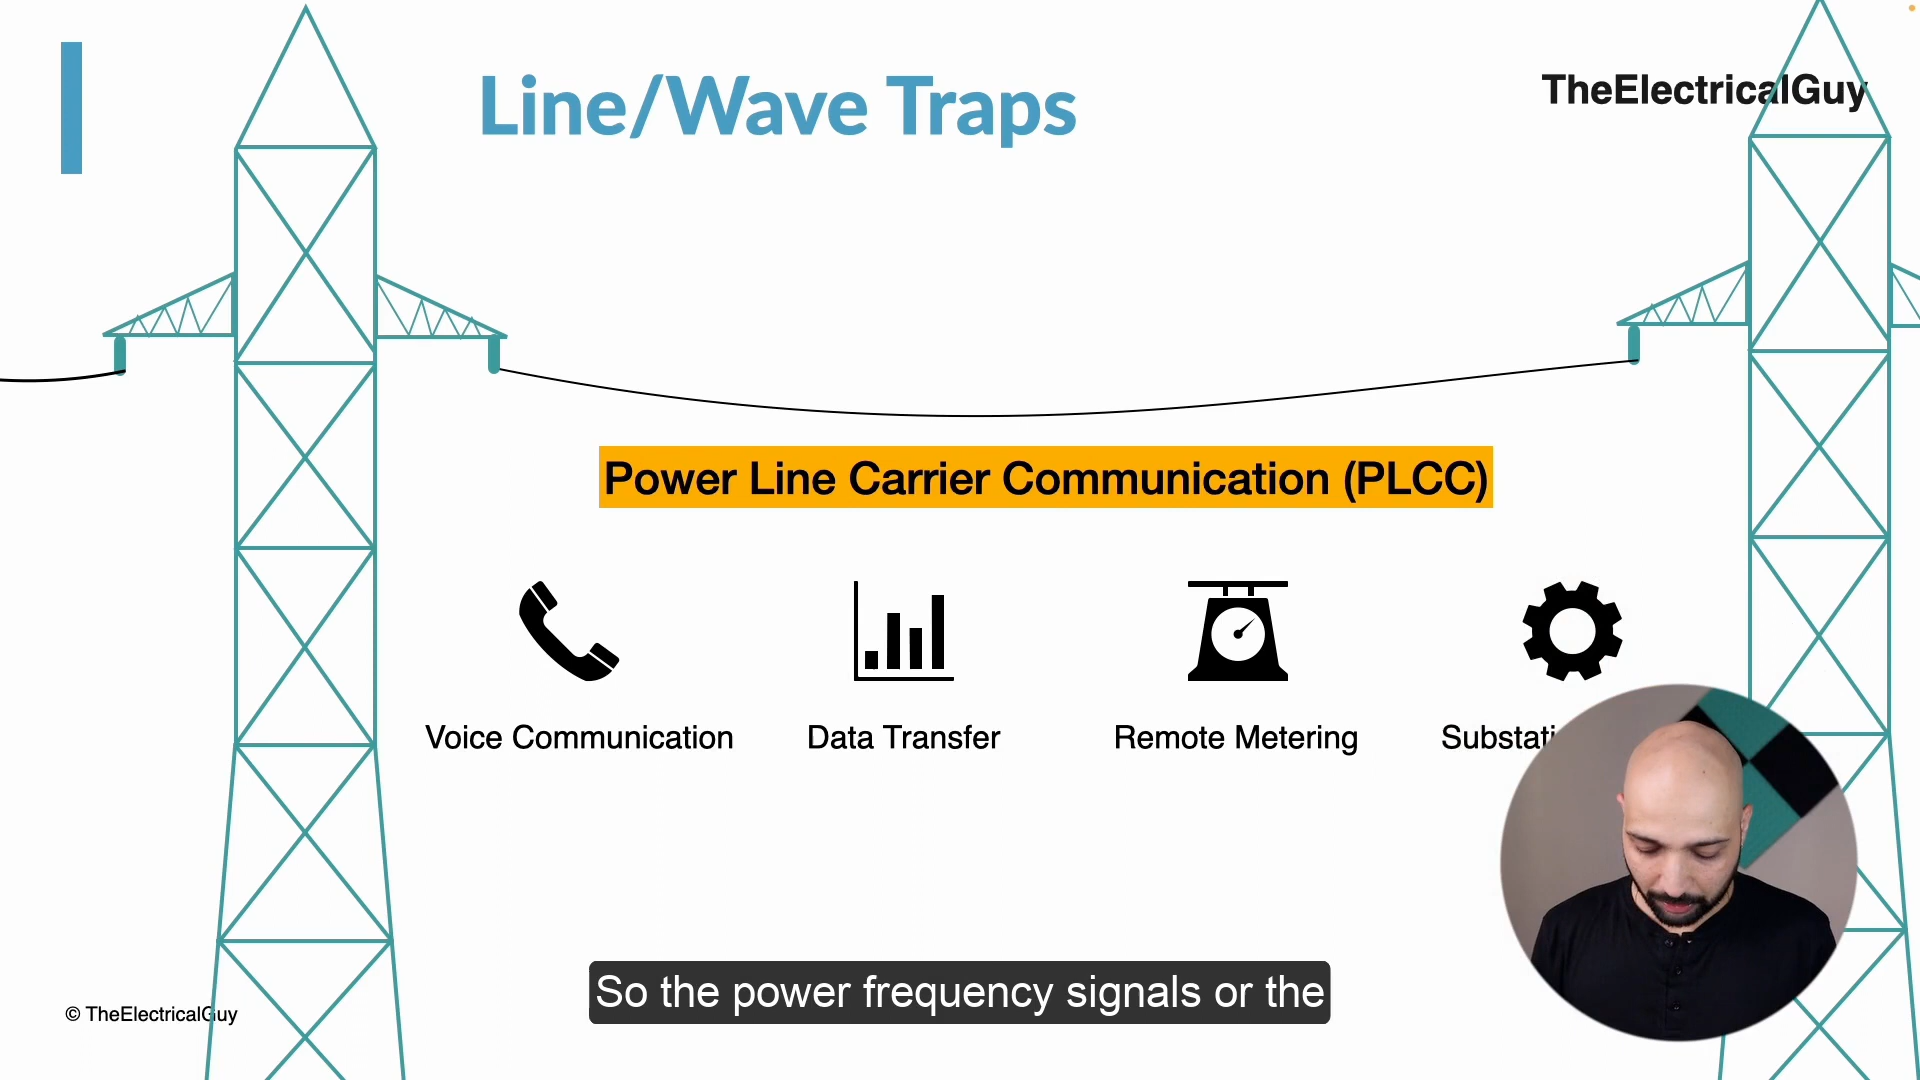 Line/Wave Traps
TheElectricalGuy
Power Line Carrier Communication (PLCC)
Voice Communication
Data Transfer
Remote Metering
So the power frequency signals or the
© TheElectricalGuy